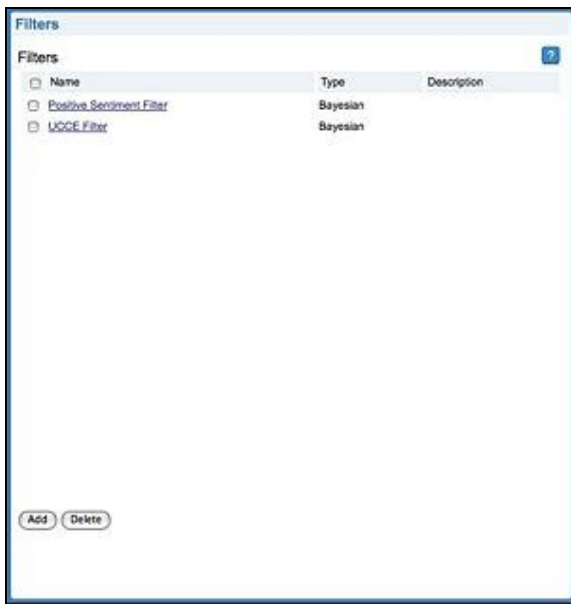 Filters
Filters ?
Name Type Description
Positive Sentiment Filter Bayesian
UCCE Filter Bayesian
Add Delete